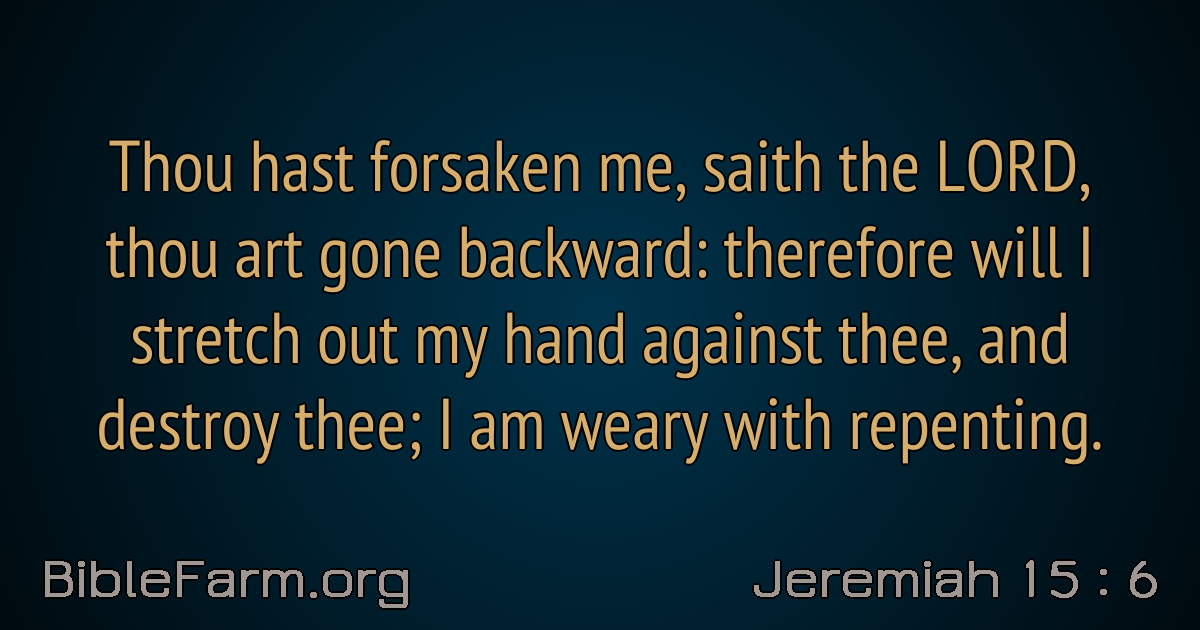 Thou hast forsaken me, saith the LORD,
thou art gone backward: therefore will I
stretch out my hand against thee, and
destroy thee; I am weary with repenting.
BibleFarm.org
Jeremiah 15 : 6